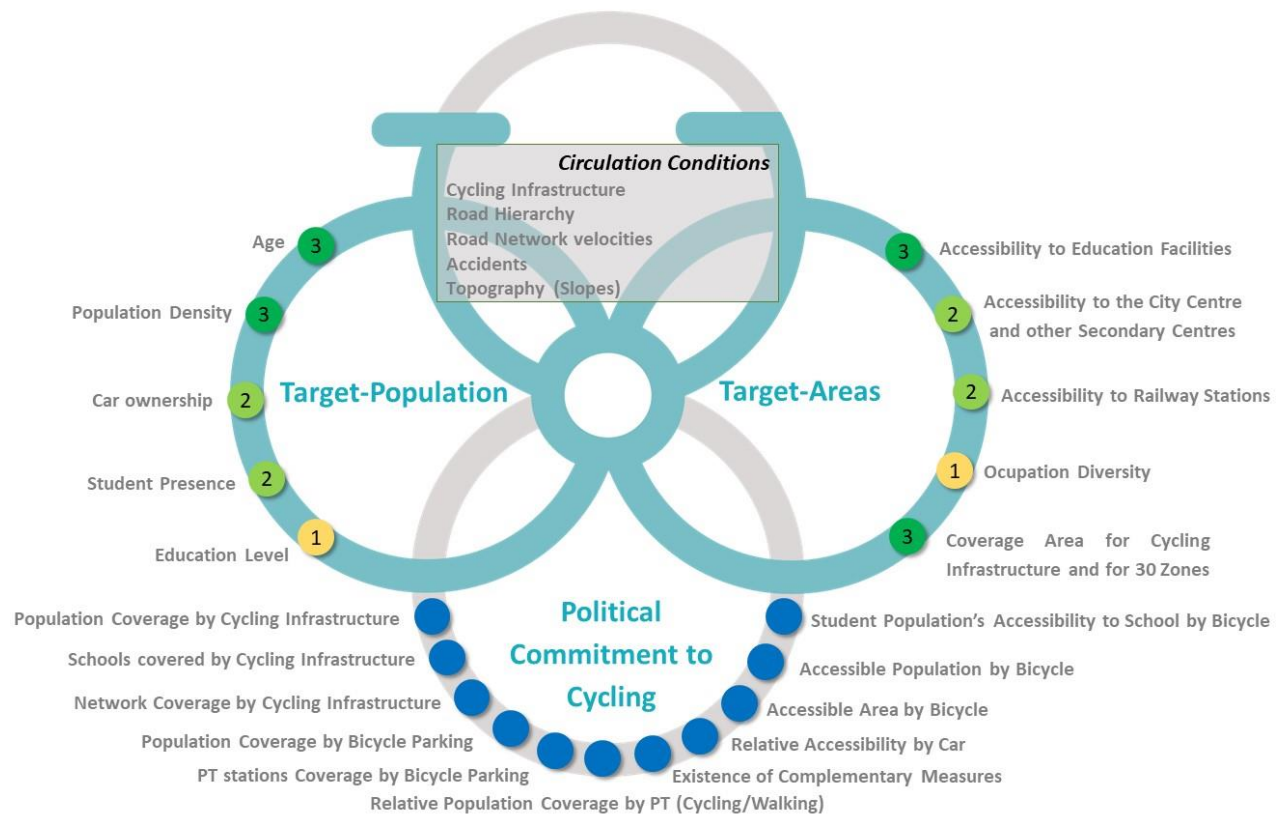 Circulation Conditions
Cycling Infrastructure
Road Hierarchy
Road Network velocities
Accidents
Topography (Slopes)
Age
3
Population Density
3
Car ownership
2
Student Presence
2
Education Level
1
Target-Population
Target-Areas
3
Accessibility to Education Facilities
2
Accessibility to the City Centre
and other Secondary Centres
2
Accessibility to Railway Stations
1
Ocupation Diversity
3
Coverage Area for Cycling
Infrastructure and for 30 Zones
Political
Commitment to
Cycling
Population Coverage by Cycling Infrastructure
Schools covered by Cycling Infrastructure
Network Coverage by Cycling Infrastructure
Population Coverage by Bicycle Parking
PT stations Coverage by Bicycle Parking
Relative Population Coverage by PT (Cycling/Walking)
Existence of Complementary Measures
Relative Accessibility by Car
Accessible Area by Bicycle
Accessible Population by Bicycle
Student Population's Accessibility to School by Bicycle